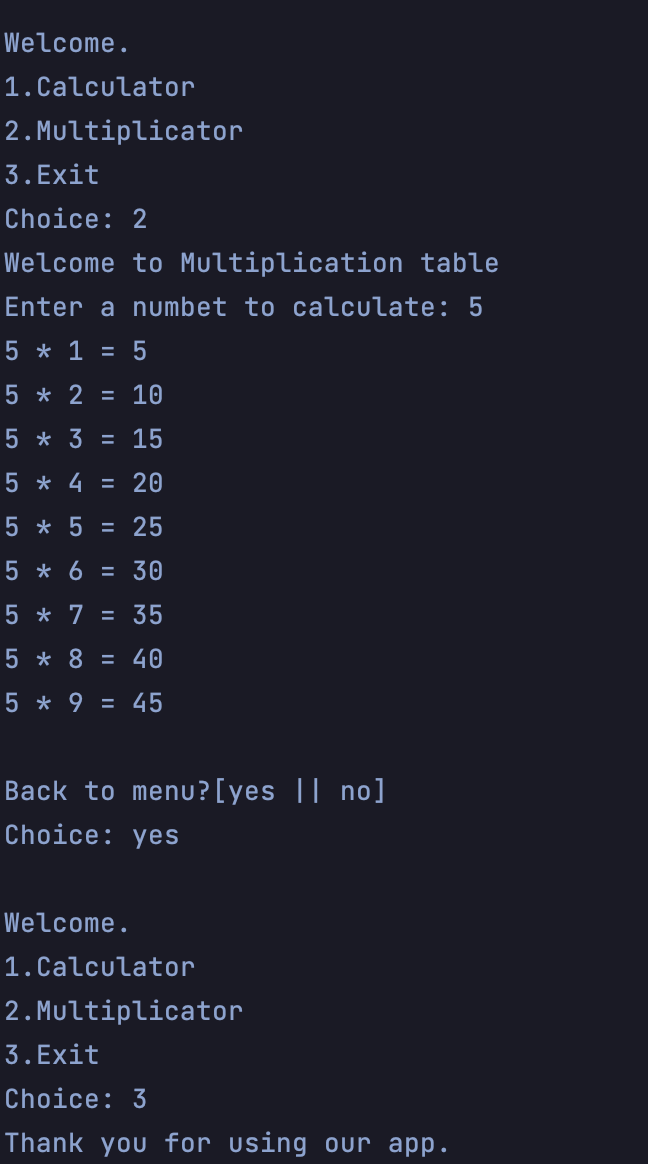 Welcome.
1.Calculator
2.Multiplicator
3.Exit
Choice: 2
Welcome to Multiplication table
Enter a numbet to calculate: 5
5 * 1 = 5
5 * 2 = 10
5 * 3 = 15
5 * 4 = 20
5 * 5 = 25
5 * 6 = 30
5 * 7 = 35
5 * 8 = 40
5 * 9 = 45

Back to menu?[yes || no]
Choice: yes

Welcome.
1.Calculator
2.Multiplicator
3.Exit
Choice: 3
Thank you for using our app.